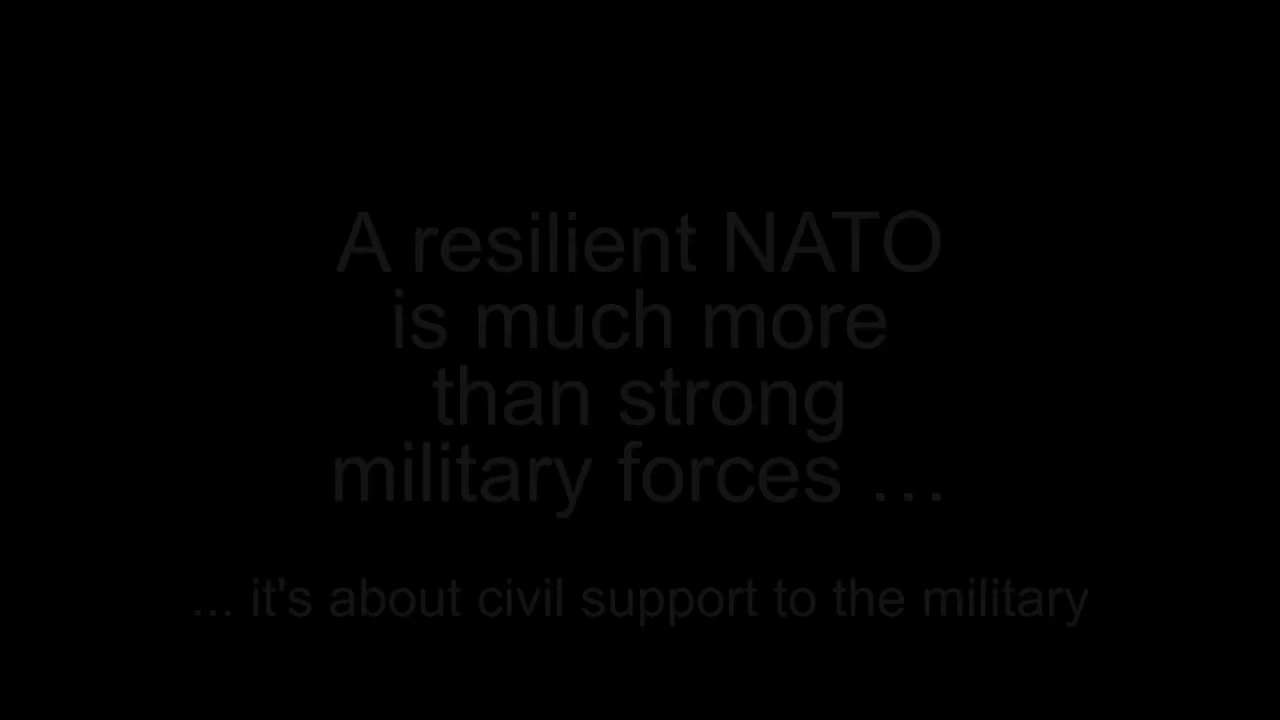 A resilient NATO
is much more
than strong
military forces …
... it's about civil support to the military